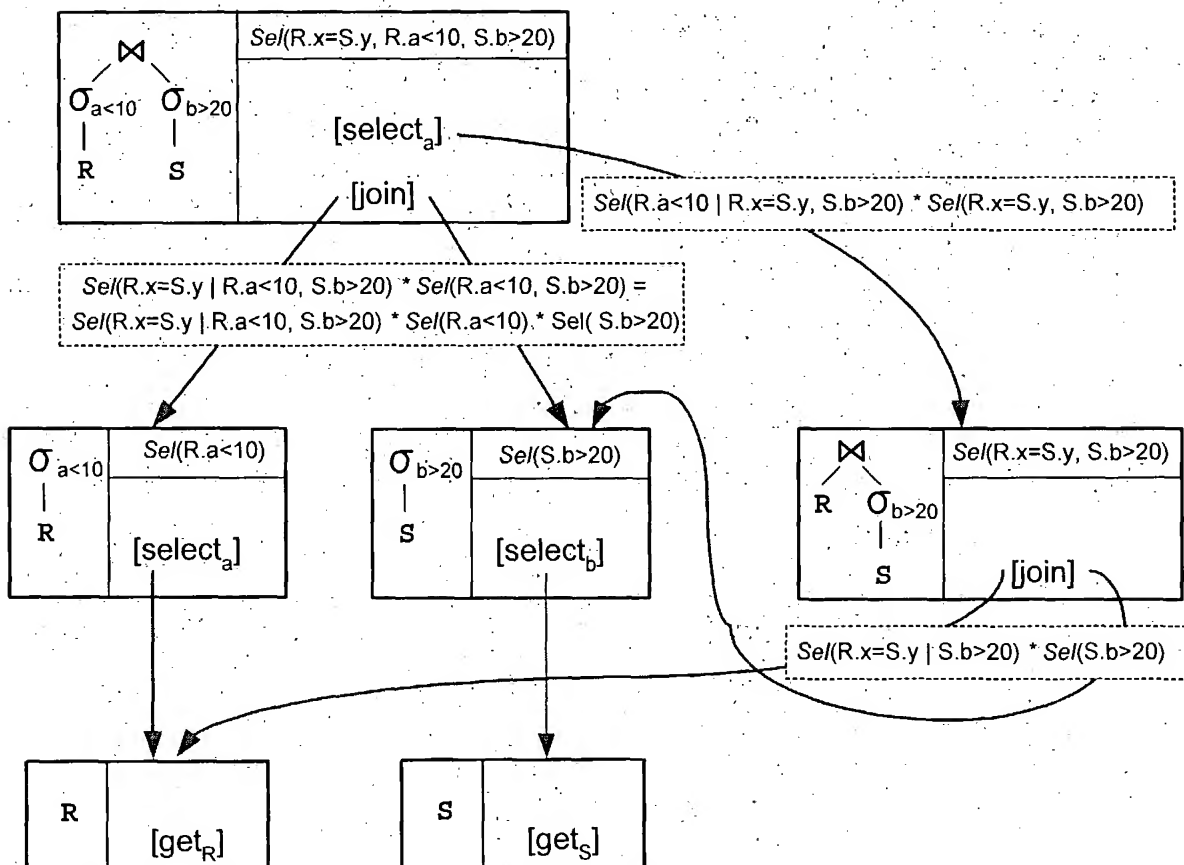 Sel(R.x=S.y, R.a<10, S.b>20)
⋈
σa<10 σb>20
R S
[selecta]
[join]
Sel(R.a<10 | R.x=S.y, S.b>20) * Sel(R.x=S.y, S.b>20)
Sel(R.x=S.y | R.a<10, S.b>20) * Sel(R.a<10, S.b>20) =
Sel(R.x=S.y | R.a<10, S.b>20) * Sel(R.a<10) * Sel( S.b>20)
σa<10
R
Sel(R.a<10)
[selecta]
σb>20
S
Sel(S.b>20)
[selectb]
⋈
R σb>20
S
Sel(R.x=S.y, S.b>20)
[join]
Sel(R.x=S.y | S.b>20) * Sel(S.b>20)
R
[getR]
S
[getS]